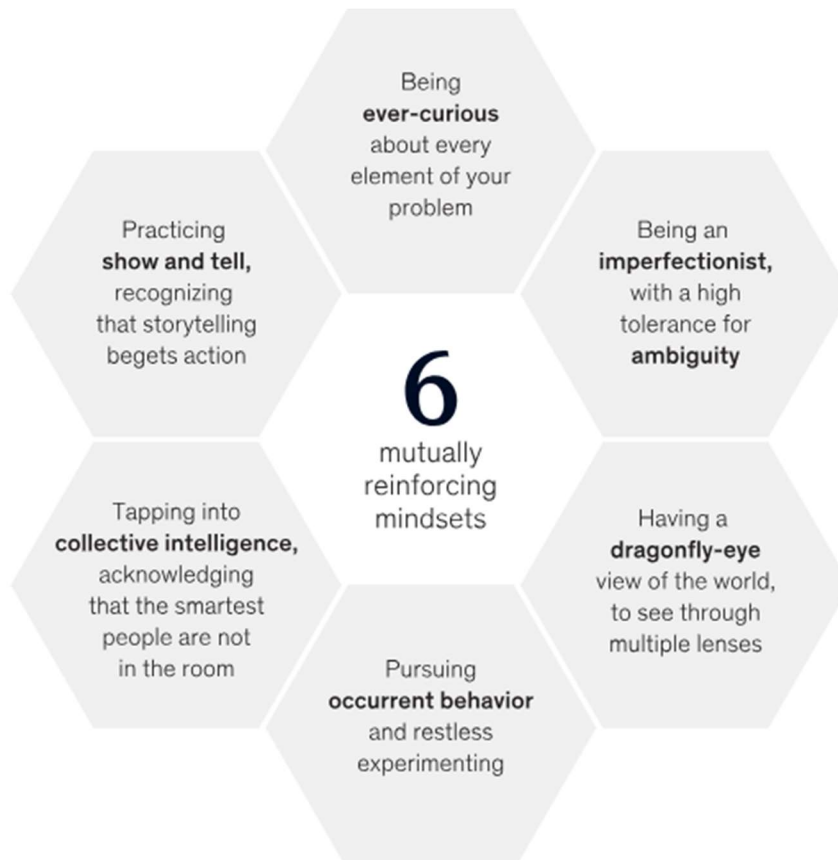 Being
ever-curious
about every
element of your
problem
Being an
imperfectionist,
with a high
tolerance for
ambiguity
Having a
dragonfly-eye
view of the world,
to see through
multiple lenses
Pursuing
occurrent behavior
and restless
experimenting
Tapping into
collective intelligence,
acknowledging
that the smartest
people are not
in the room
Practicing
show and tell,
recognizing
that storytelling
begets action
6
mutually
reinforcing
mindsets